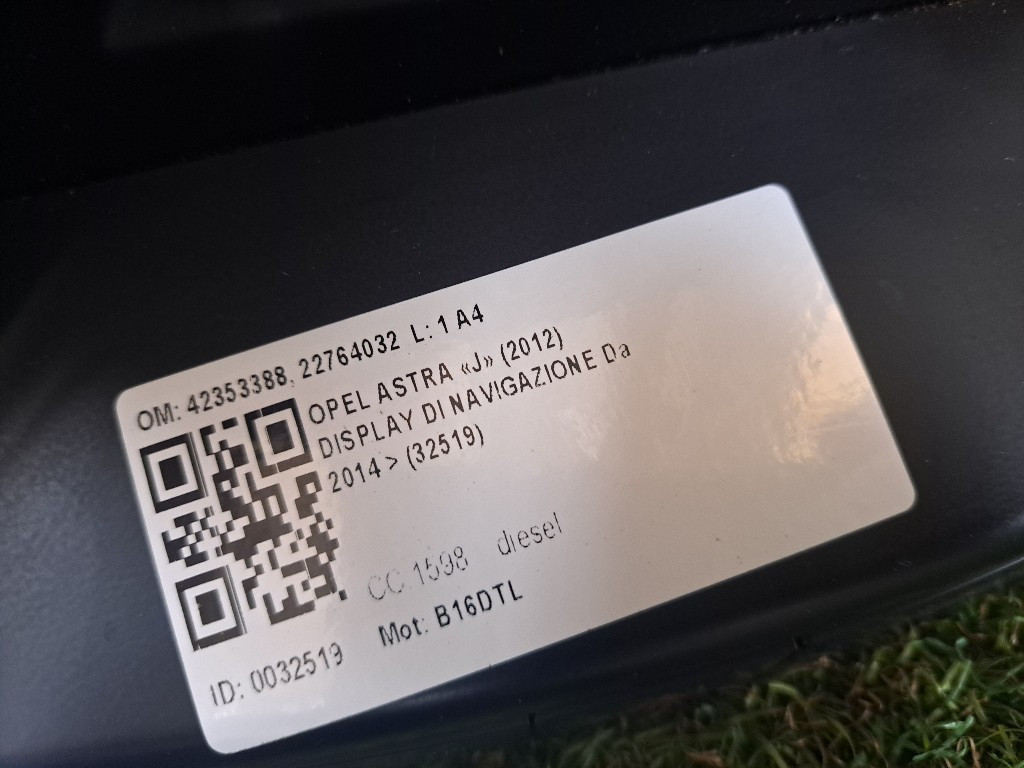 OM: 42353388, 22764032 L: 1 A4
OPEL ASTRA «J» (2012)
DISPLAY DI NAVIGAZIONE Da
2014 > (32519)
CC 1598 diesel
Mot: B16DTL
ID: 0032519